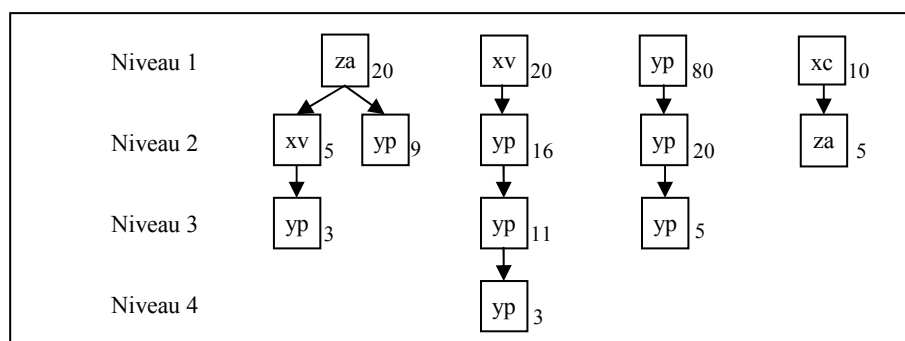 Niveau 1 za 20 xv 20 yp 80 xc 10
Niveau 2 xv 5 yp 9 yp 16 yp 20 za 5
Niveau 3 yp 3 yp 11 yp 5
Niveau 4 yp 3